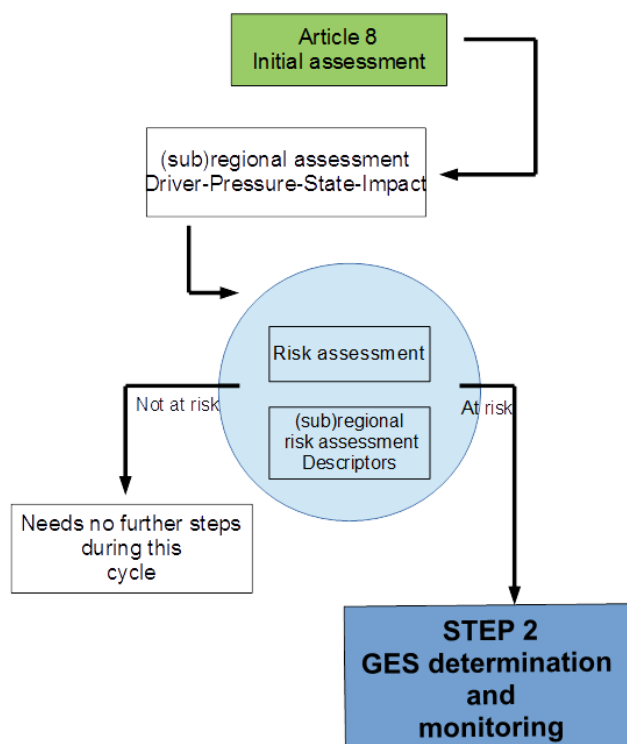 Article 8
Initial assessment
(sub)regional assessment
Driver-Pressure-State-Impact
Risk assessment
Not at risk
At risk
(sub)regional
risk assessment
Descriptors
Needs no further steps
during this
cycle
STEP 2
GES determination
and
monitoring